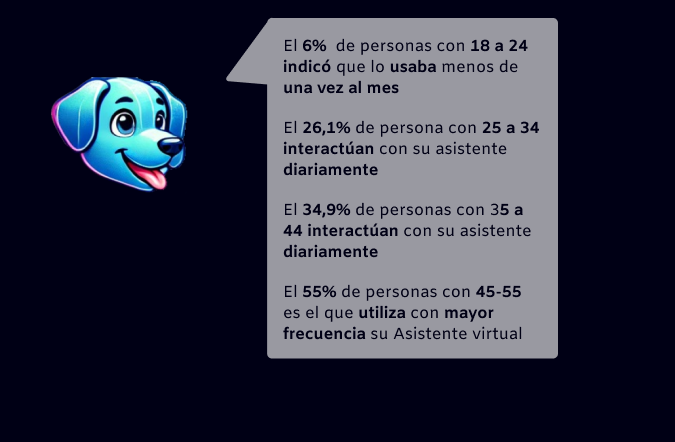 El 6% de personas con 18 a 24
indicó que lo usaba menos de
una vez al mes
El 26,1% de persona con 25 a 34
interactúan con su asistente
diariamente
El 34,9% de personas con 35 a
44 interactúan con su asistente
diariamente
El 55% de personas con 45-55
es el que utiliza con mayor
frecuencia su Asistente virtual